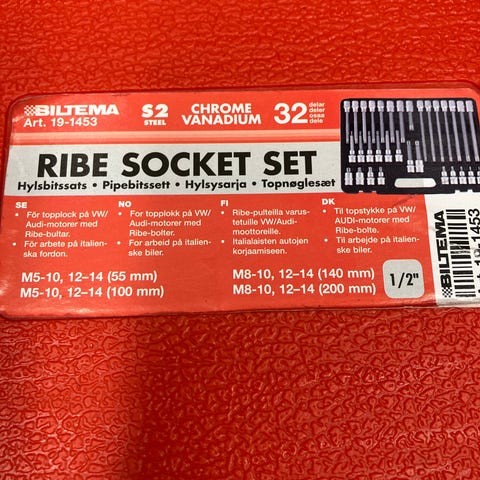 BILTEMA
Art. 19-1453
S2
STEEL
CHROME
VANADIUM
32 delar
deler
osaa
dele
RIBE SOCKET SET
Hylsbitssats • Pipebitssett • Hylsysarja • Topnøglesæt
SE
• För topplock på VW/
Audi-motorer med
Ribe-bultar.
• För arbete på italien-
ska fordon.
NO
• For topplokk på VW/
Audi-motorer med
Ribe-bolter.
• For arbeid på italien-
ske biler.
FI
• Ribe-pulteilla varus-
tetuille VW/Audi-
moottoreille.
• Italialaisten autojen
korjaamiseen.
DK
• Til topstykke på VW/
AUDI-motorer med
Ribe-bolte.
• Til arbejde på italien-
ske biler.
M5-10, 12–14 (55 mm)
M5-10, 12–14 (100 mm)
M8-10, 12–14 (140 mm)
M8-10, 12–14 (200 mm)
1/2"
BILTEMA
Art. 19-1453